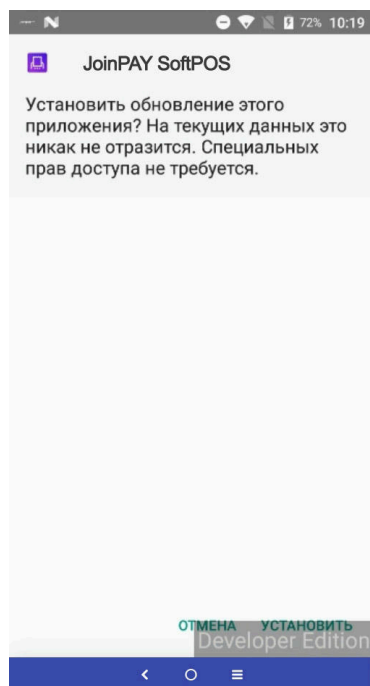 72% 10:19
JoinPAY SoftPOS
Установить обновление этого
приложения? На текущих данных это
никак не отразится. Специальных
прав доступа не требуется.
ОТМЕНА УСТАНОВИТЬ
Developer Edition